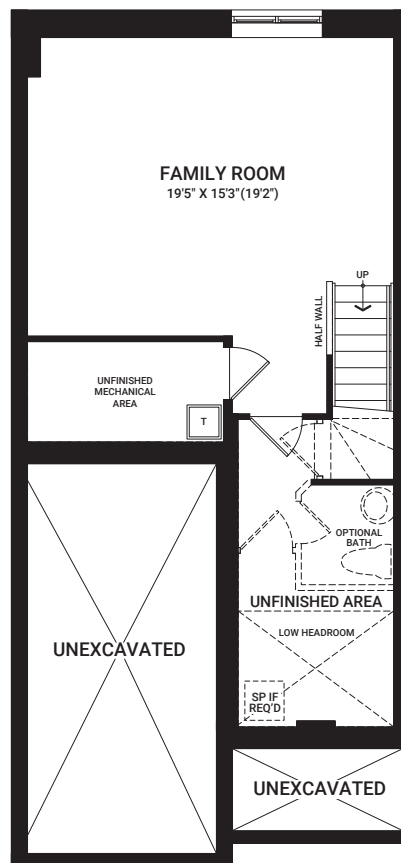 FAMILY ROOM
19'5" X 15'3"(19'2")
UP
HALF WALL
UNFINISHED
MECHANICAL
AREA
T
OPTIONAL
BATH
UNFINISHED AREA
LOW HEADROOM
UNEXCAVATED
SP IF
REQ'D
UNEXCAVATED